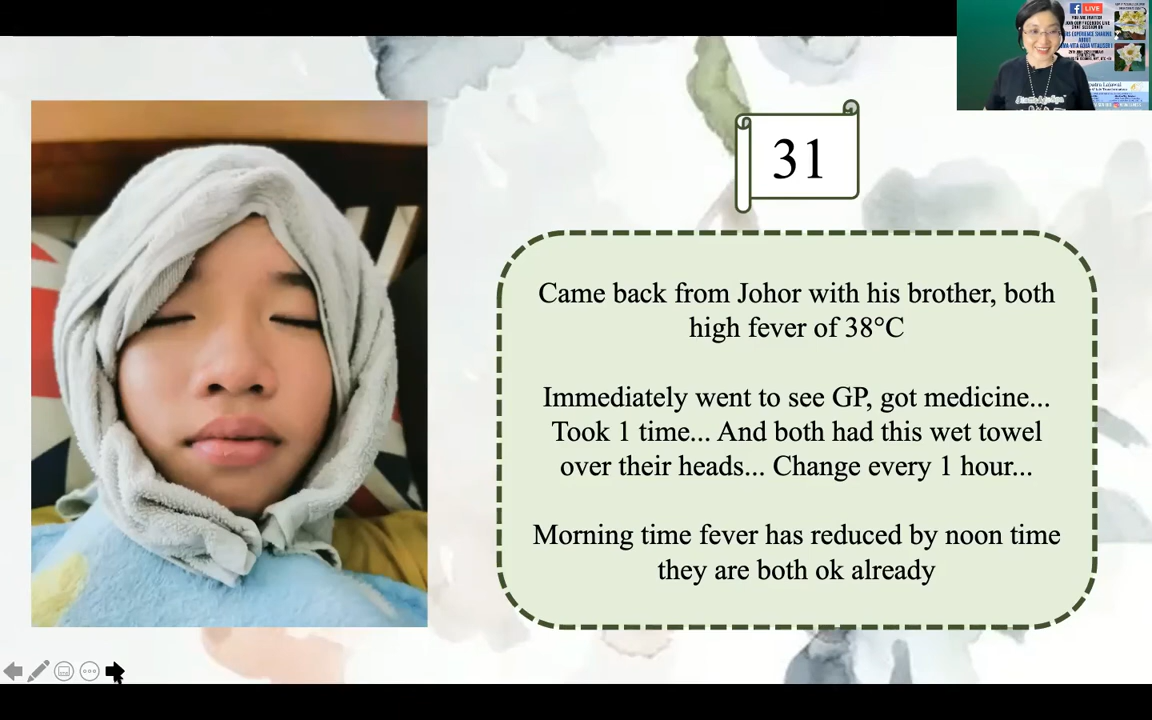 LIVE
31
Came back from Johor with his brother, both
high fever of 38°C
Immediately went to see GP, got medicine...
Took 1 time... And both had this wet towel
over their heads... Change every 1 hour...
Morning time fever has reduced by noon time
they are both ok already